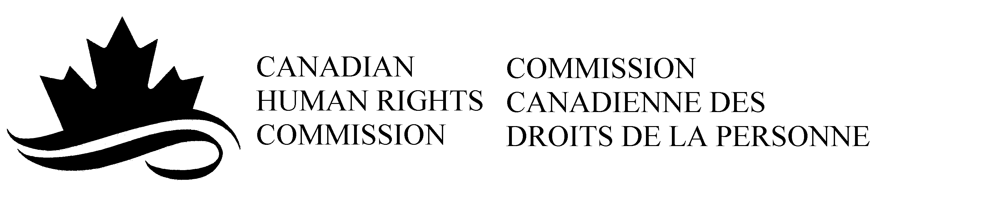 CANADIAN
HUMAN RIGHTS
COMMISSION
COMMISSION
CANADIENNE DES
DROITS DE LA PERSONNE